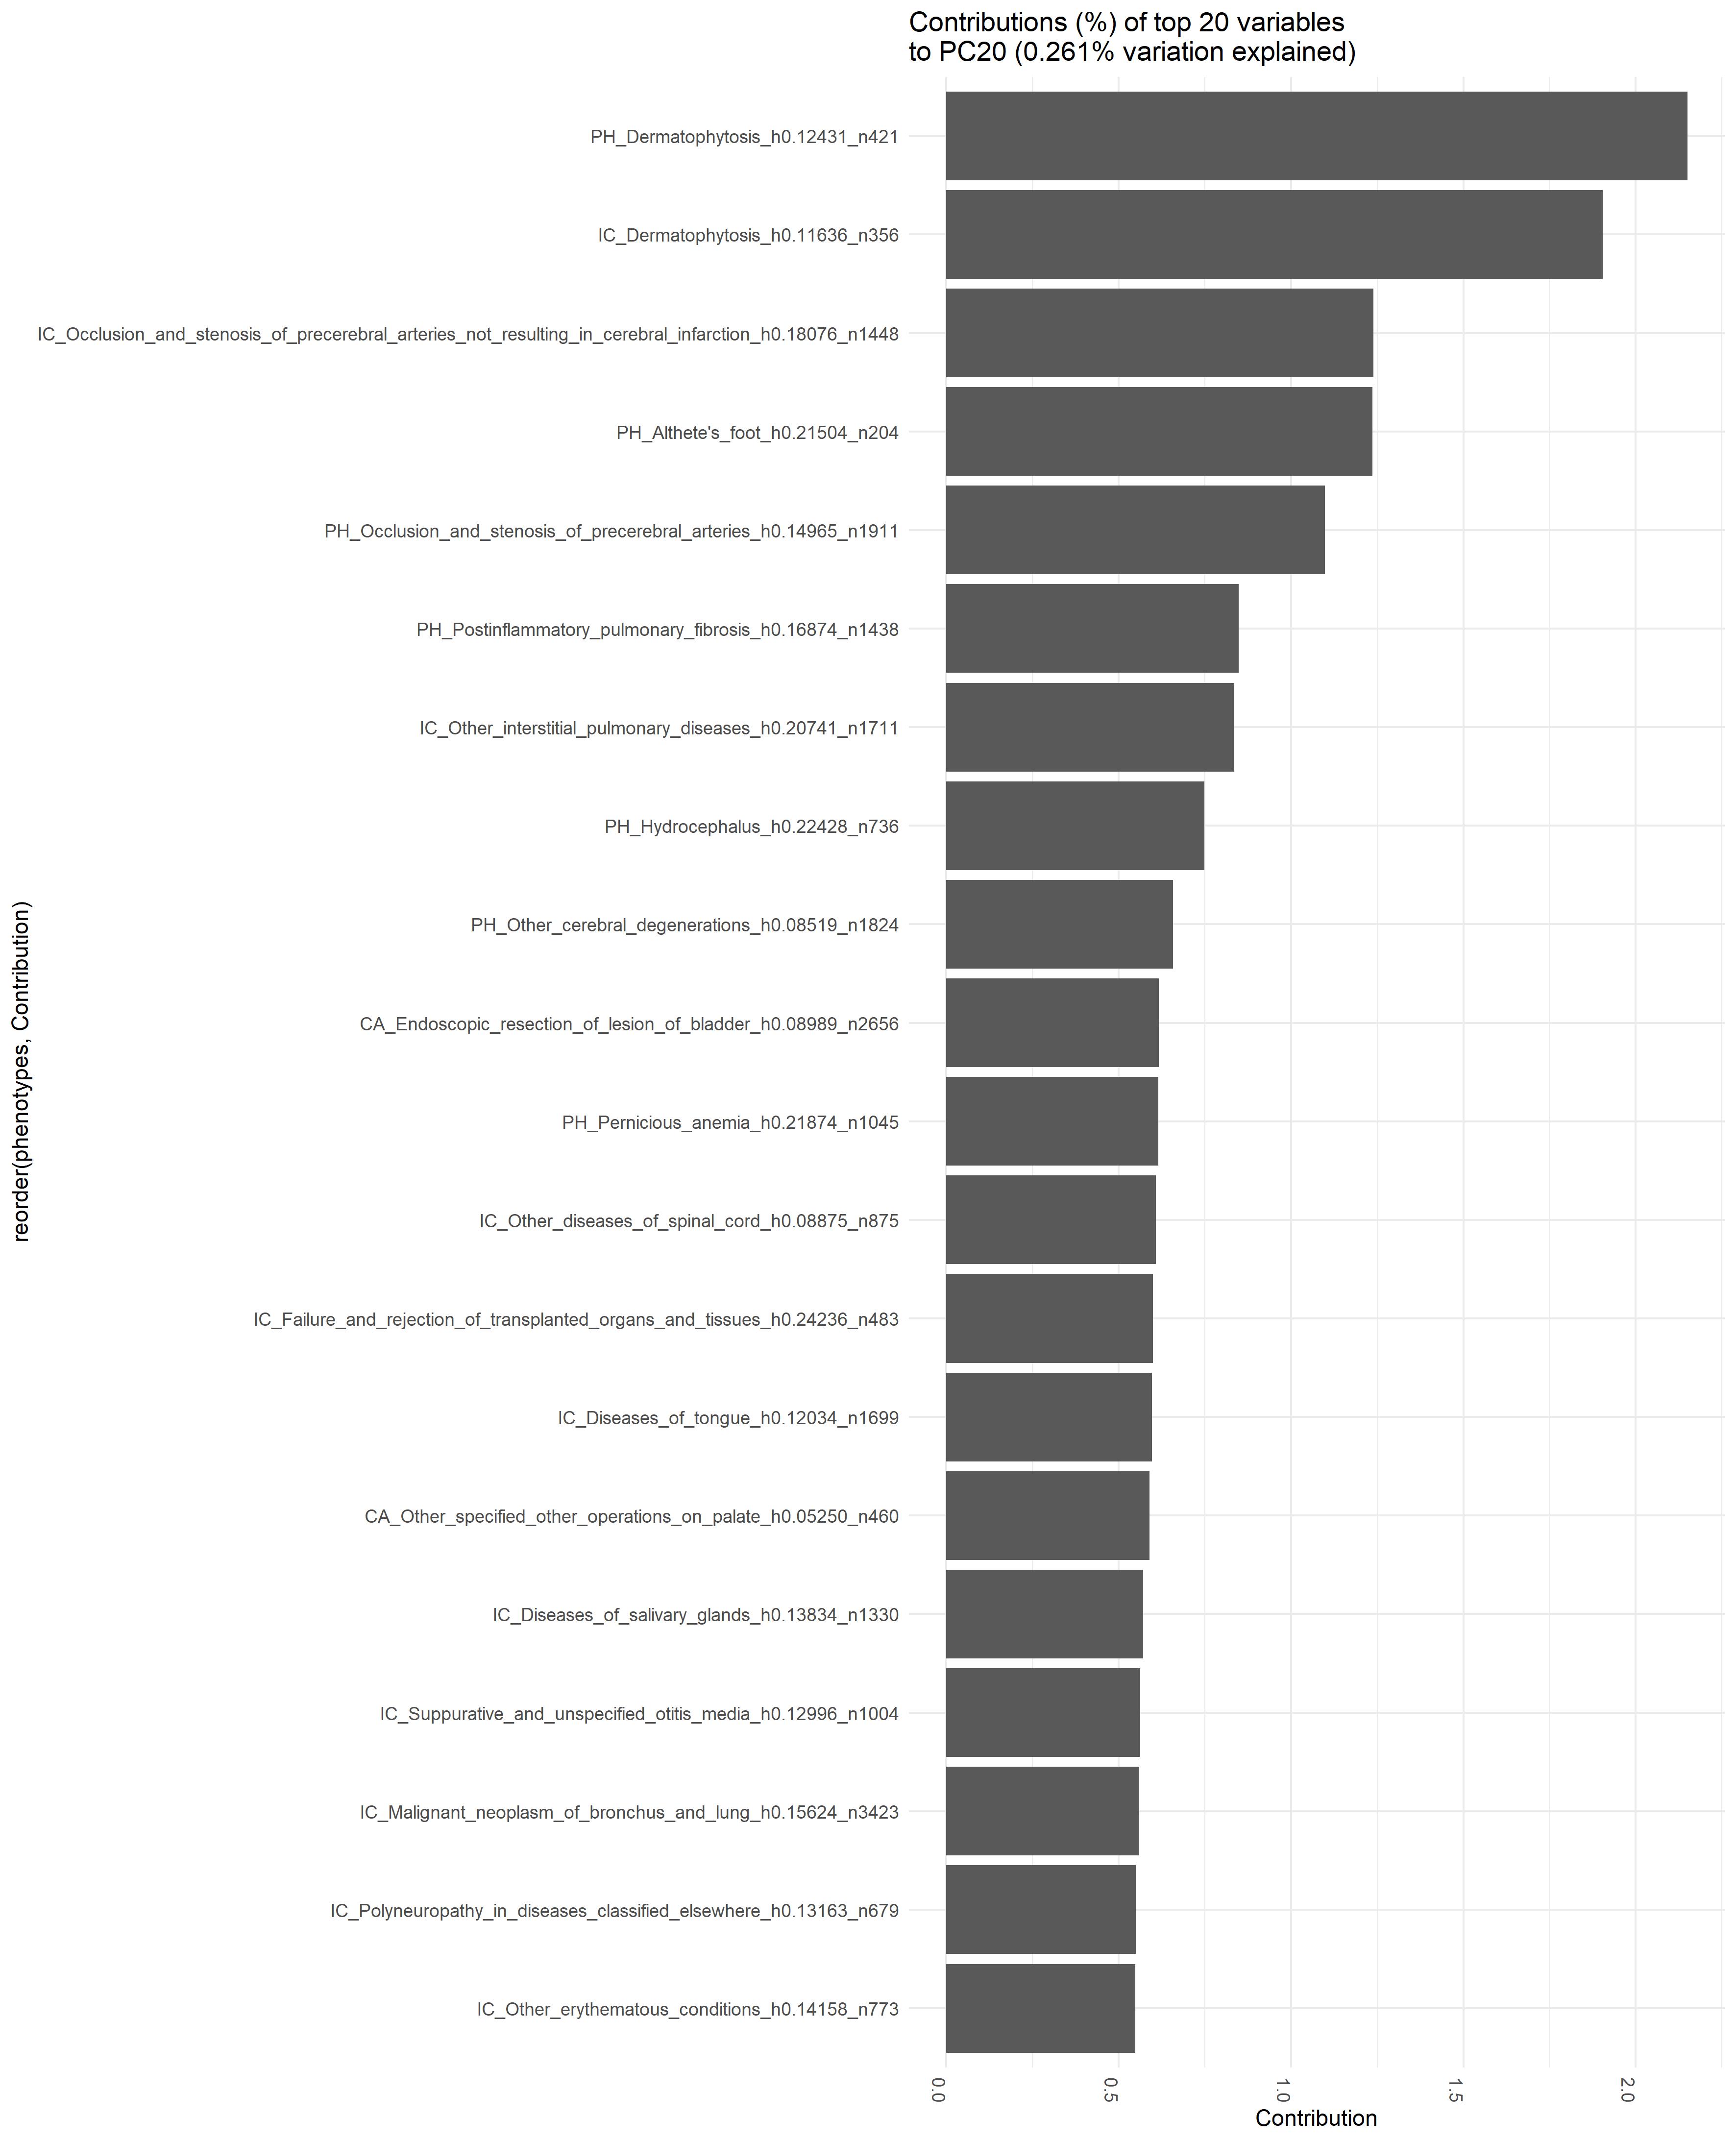 Contributions (%) of top 20 variables
to PC20 (0.261% variation explained)
PH_Dermatophytosis_h0.12431_n421
IC_Dermatophytosis_h0.11636_n356
IC_Occlusion_and_stenosis_of_precerebral_arteries_not_resulting_in_cerebral_infarction_h0.18076_n1448
PH_Althete's_foot_h0.21504_n204
PH_Occlusion_and_stenosis_of_precerebral_arteries_h0.14965_n1911
PH_Postinflammatory_pulmonary_fibrosis_h0.16874_n1438
IC_Other_interstitial_pulmonary_diseases_h0.20741_n1711
PH_Hydrocephalus_h0.22428_n736
PH_Other_cerebral_degenerations_h0.08519_n1824
CA_Endoscopic_resection_of_lesion_of_bladder_h0.08989_n2656
PH_Pernicious_anemia_h0.21874_n1045
IC_Other_diseases_of_spinal_cord_h0.08875_n875
IC_Failure_and_rejection_of_transplanted_organs_and_tissues_h0.24236_n483
IC_Diseases_of_tongue_h0.12034_n1699
CA_Other_specified_other_operations_on_palate_h0.05250_n460
IC_Diseases_of_salivary_glands_h0.13834_n1330
IC_Suppurative_and_unspecified_otitis_media_h0.12996_n1004
IC_Malignant_neoplasm_of_bronchus_and_lung_h0.15624_n3423
IC_Polyneuropathy_in_diseases_classified_elsewhere_h0.13163_n679
IC_Other_erythematous_conditions_h0.14158_n773
reorder(phenotypes, Contribution)
0.0
0.5
1.0
1.5
2.0
Contribution